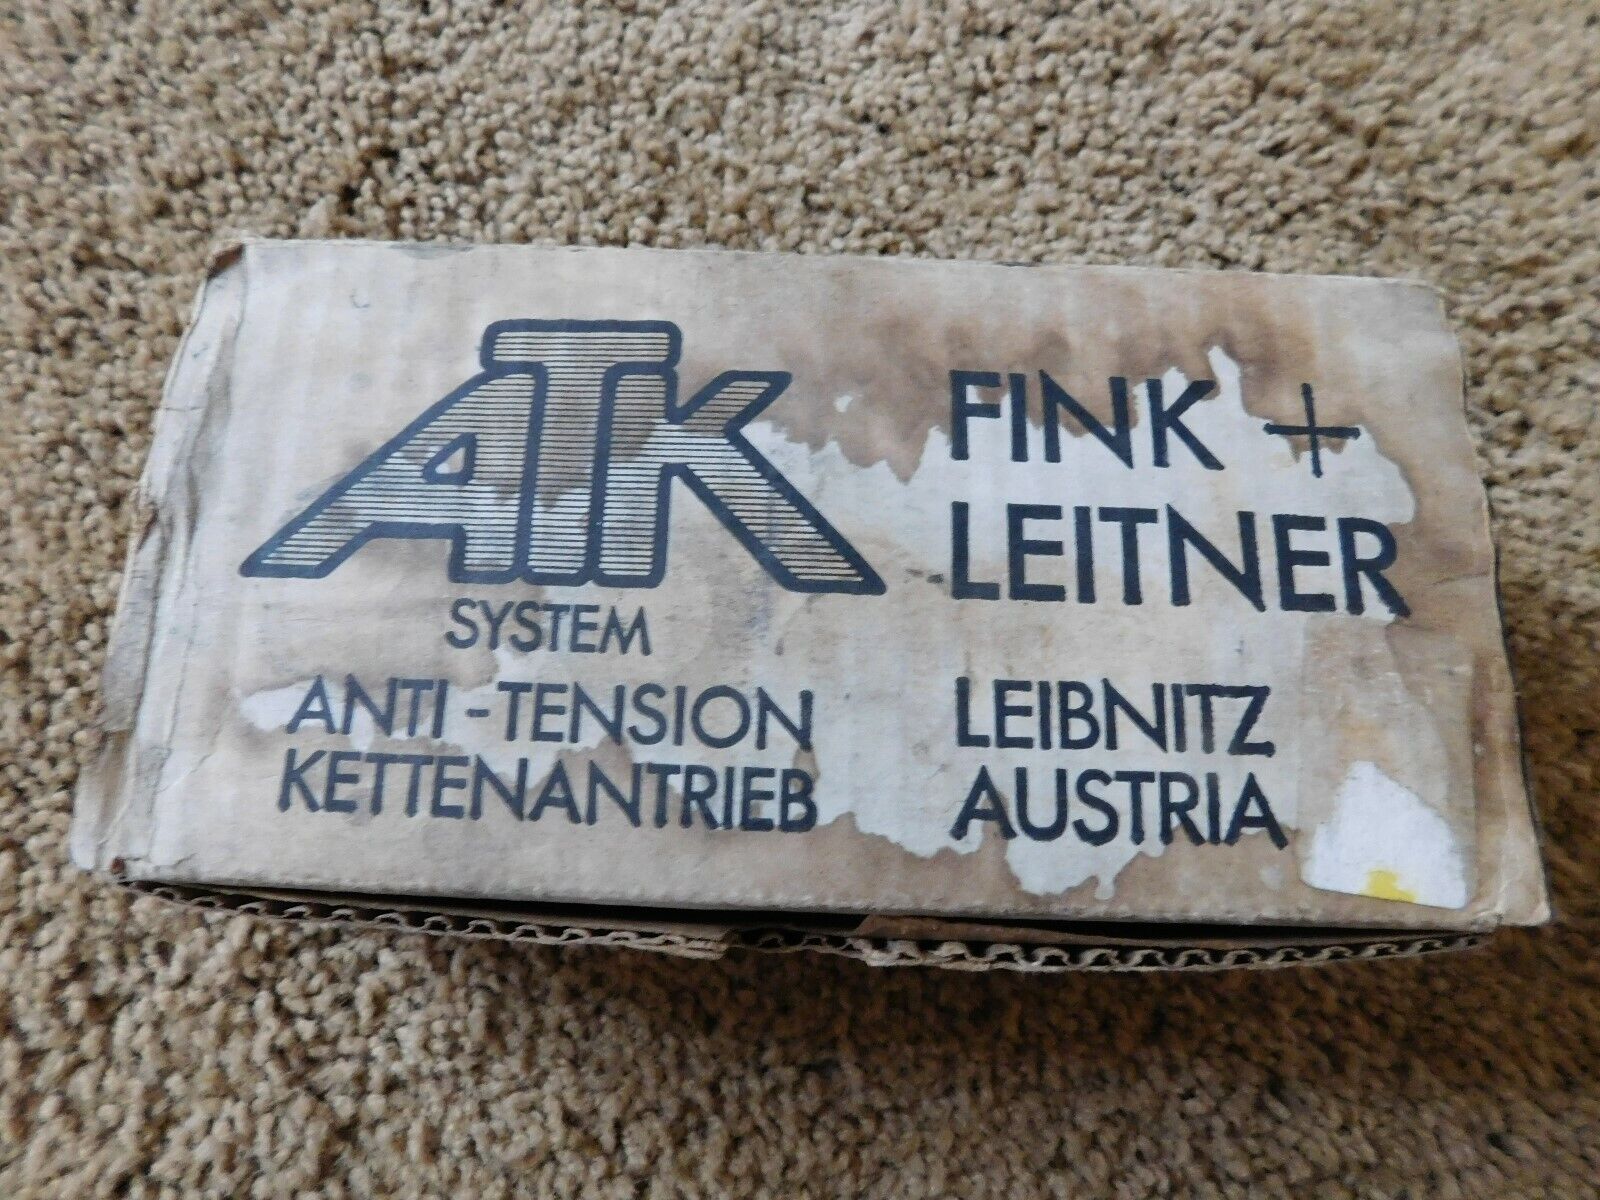 ATK
SYSTEM
ANTI-TENSION
KETTENANTRIEB
FINK +
LEITNER
LEIBNITZ
AUSTRIA